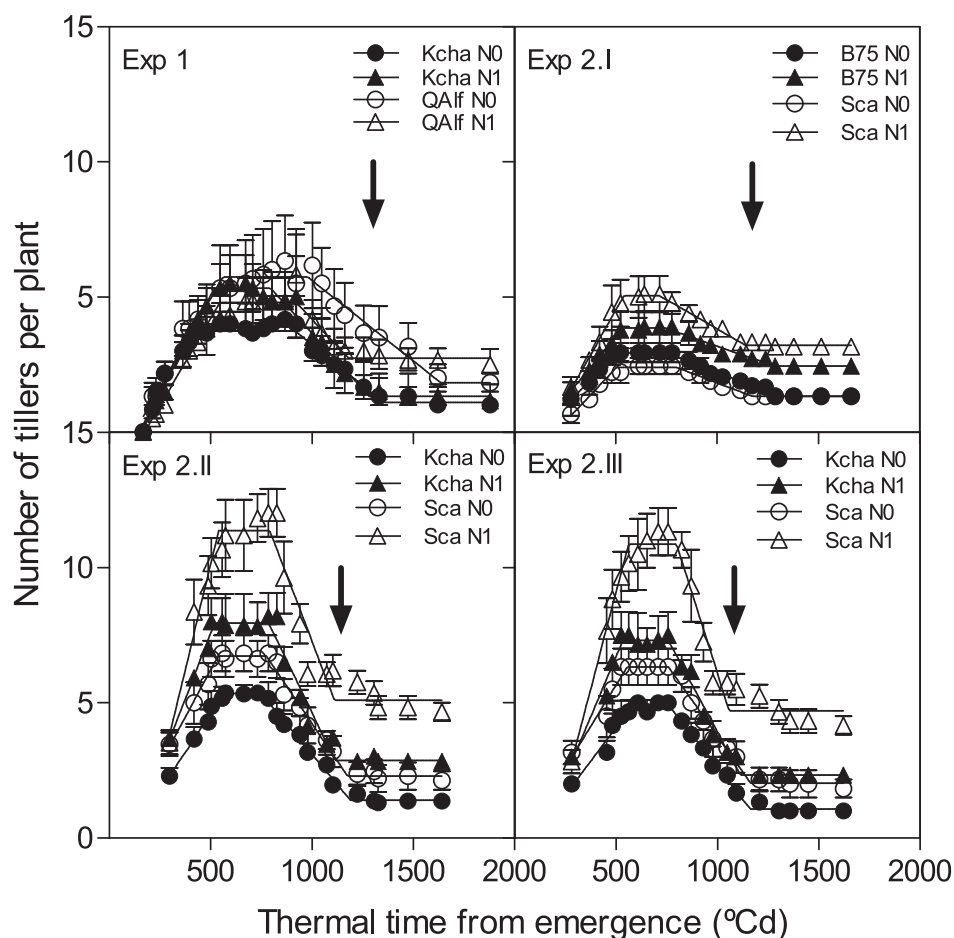 15
10
5
15
10
5
0
Number of tillers per plant
Exp 1
Kcha N0
Kcha N1
QAlf N0
QAlf N1
Exp 2.I
B75 N0
B75 N1
Sca N0
Sca N1
Exp 2.II
Kcha N0
Kcha N1
Sca N0
Sca N1
Exp 2.III
Kcha N0
Kcha N1
Sca N0
Sca N1
500 1000 1500 2000 500 1000 1500 2000
Thermal time from emergence (ºCd)